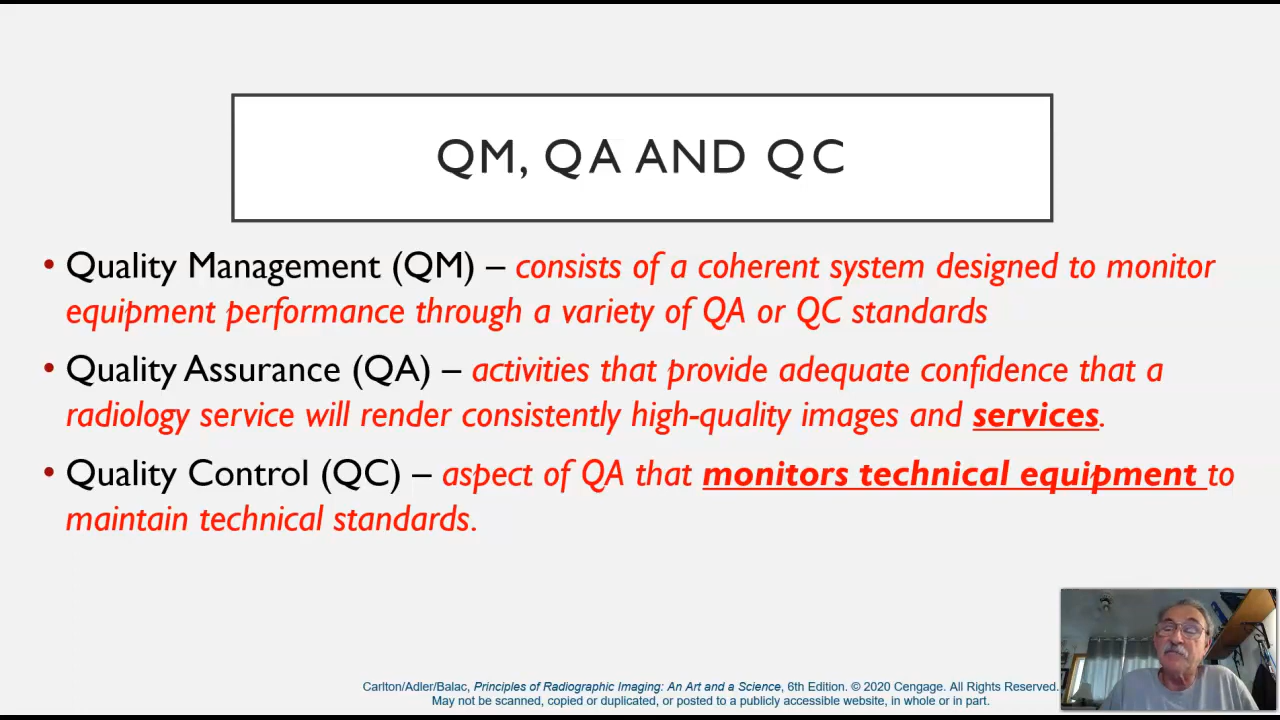 QM, QA AND QC
• Quality Management (QM) – consists of a coherent system designed to monitor
equipment performance through a variety of QA or QC standards
• Quality Assurance (QA) – activities that provide adequate confidence that a
radiology service will render consistently high-quality images and services.
• Quality Control (QC) – aspect of QA that monitors technical equipment to
maintain technical standards.
Carlton/Adler/Balac, Principles of Radiographic Imaging: An Art and a Science, 6th Edition. © 2020 Cengage. All Rights Reserved.
May not be scanned, copied or duplicated, or posted to a publicly accessible website, in whole or in part.